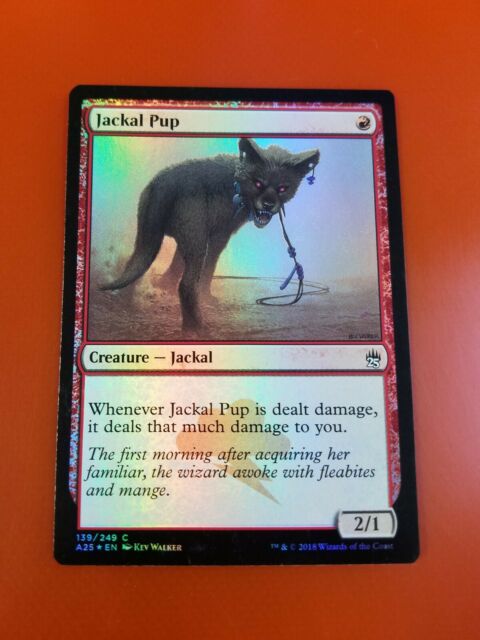 Jackal Pup
Creature — Jackal
25
Whenever Jackal Pup is dealt damage,
it deals that much damage to you.
The first morning after acquiring her
familiar, the wizard awoke with fleabites
and mange.
2/1
139/249 C
A25 ★ EN Kev Walker
™ & © 2018 Wizards of the Coast